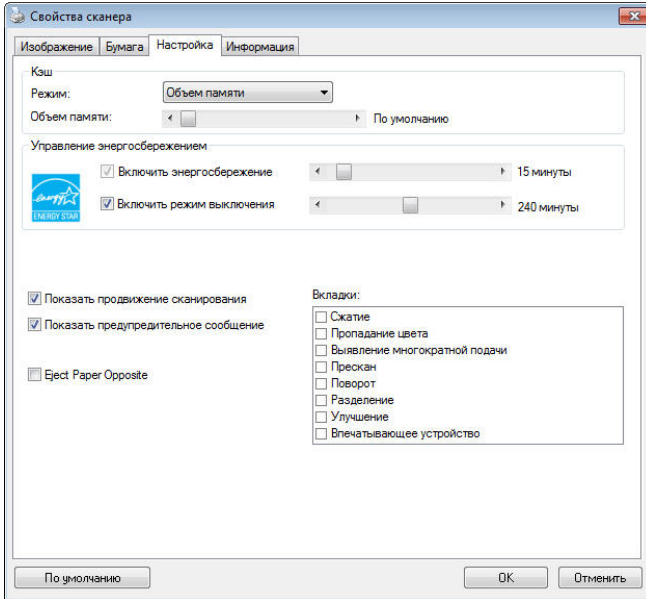 Свойства сканера
Изображение Бумага Настройка Информация
Кэш
Режим: Объем памяти
Объем памяти: По умолчанию
Управление энергосбережением
Включить энергосбережение 15 минуты
energy
ENERGY STAR
Включить режим выключения 240 минуты
Показать продвижение сканирования
Показать предупредительное сообщение
Eject Paper Opposite
Вкладки:
Сжатие
Пропадание цвета
Выявление многократной подачи
Прескан
Поворот
Разделение
Улучшение
Впечатывающее устройство
По умолчанию OK Отменить